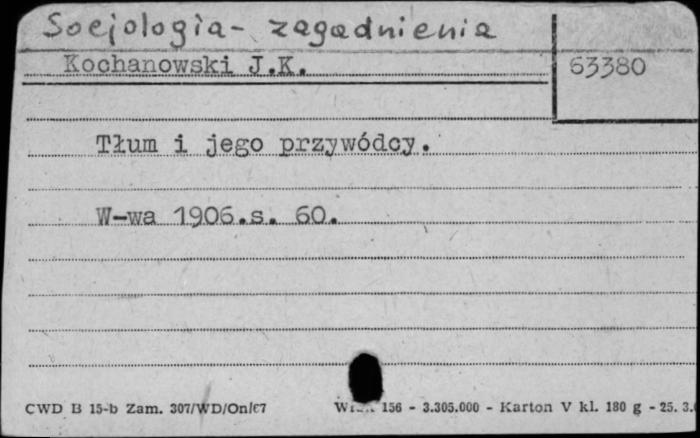 Socjologia - zagadnienia
Kochanowski J.K.
63380
Tłum i jego przywódcy.
W-wa 1906.s. 60.
CWD B 15-b Zam. 307/WD/On/67
156 - 3.305.000 - Karton V kl. 180 g - 25.